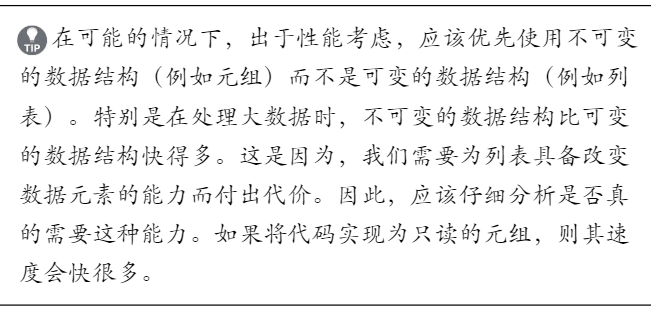 TIP 在可能的情况下，出于性能考虑，应该优先使用不可变
的数据结构（例如元组）而不是可变的数据结构（例如列
表）。特别是在处理大数据时，不可变的数据结构比可变
的数据结构快得多。这是因为，我们需要为列表具备改变
数据元素的能力而付出代价。因此，应该仔细分析是否真
的需要这种能力。如果将代码实现为只读的元组，则其速
度会快很多。